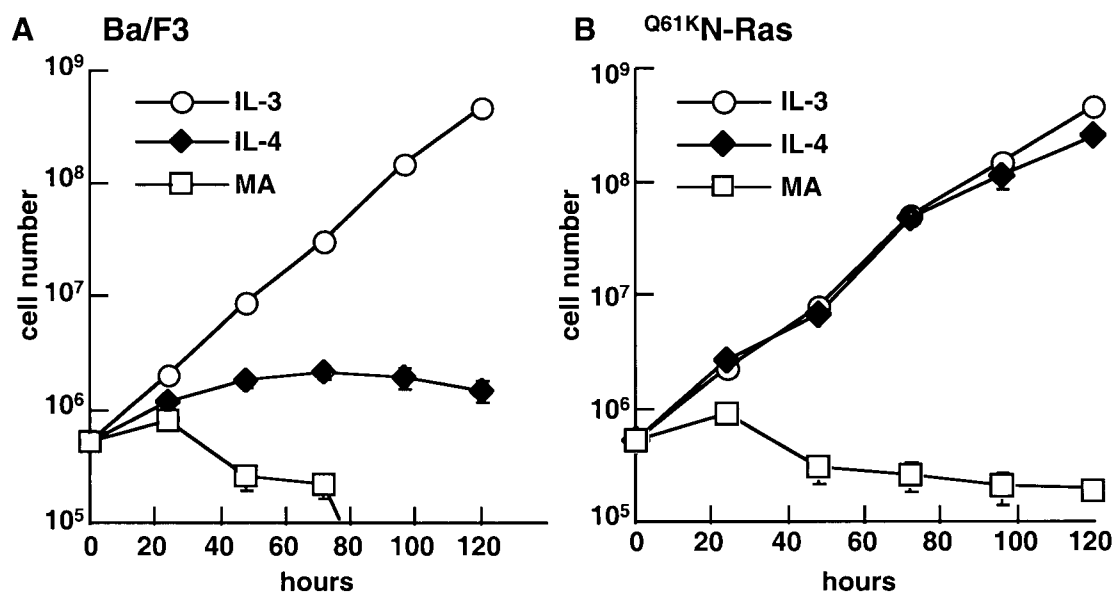 A Ba/F3
10⁹
10⁸
10⁷
10⁶
10⁵
cell number
IL-3
IL-4
MA
0 20 40 60 80 100 120
hours
B Q61KN-Ras
10⁹
10⁸
10⁷
10⁶
10⁵
cell number
IL-3
IL-4
MA
0 20 40 60 80 100 120
hours